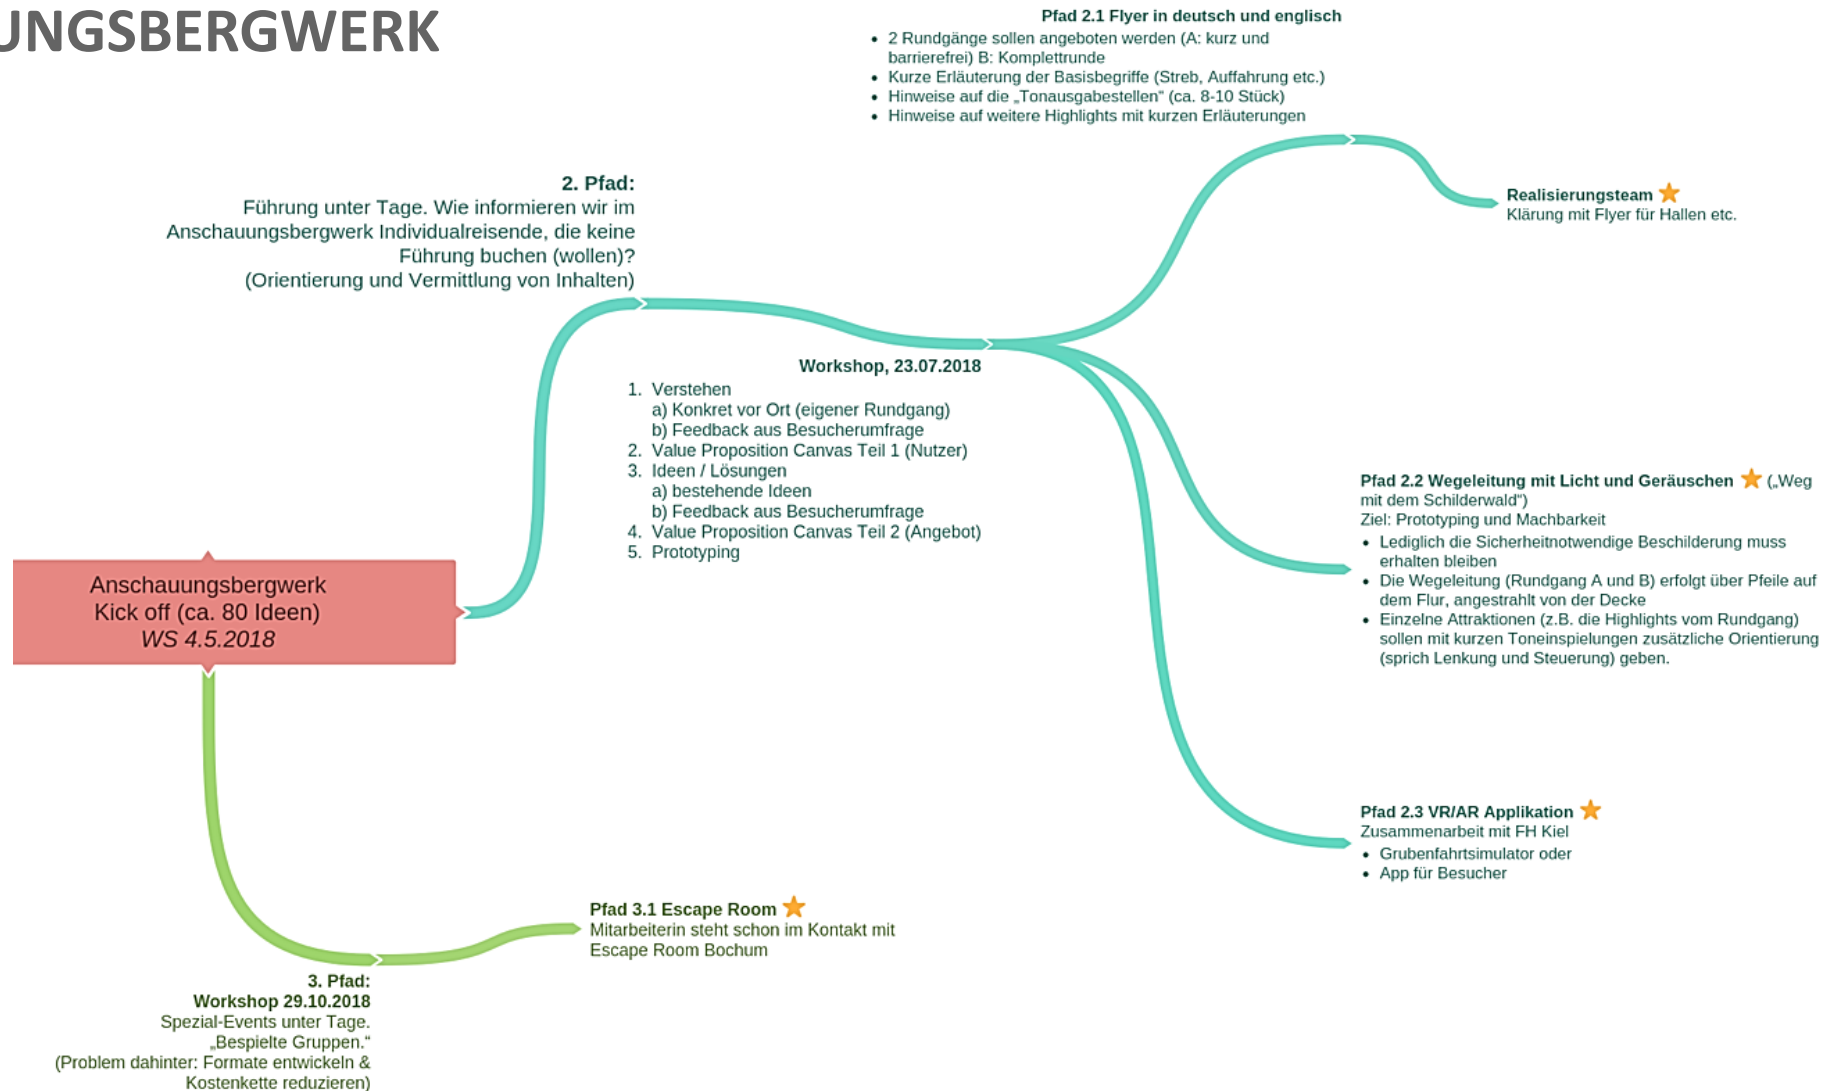 UNGSBERGWERK
Pfad 2.1 Flyer in deutsch und englisch
• 2 Rundgänge sollen angeboten werden (A: kurz und
barrierefrei) B: Komplettrunde
• Kurze Erläuterung der Basisbegriffe (Streb, Auffahrung etc.)
• Hinweise auf die „Tonausgabestellen“ (ca. 8-10 Stück)
• Hinweise auf weitere Highlights mit kurzen Erläuterungen
Realisierungsteam
Klärung mit Flyer für Hallen etc.
2. Pfad:
Führung unter Tage. Wie informieren wir im
Anschauungsbergwerk Individualreisende, die keine
Führung buchen (wollen)?
(Orientierung und Vermittlung von Inhalten)
Workshop, 23.07.2018
1. Verstehen
a) Konkret vor Ort (eigener Rundgang)
b) Feedback aus Besucherumfrage
2. Value Proposition Canvas Teil 1 (Nutzer)
3. Ideen / Lösungen
a) bestehende Ideen
b) Feedback aus Besucherumfrage
4. Value Proposition Canvas Teil 2 (Angebot)
5. Prototyping
Pfad 2.2 Wegeleitung mit Licht und Geräuschen („Weg
mit dem Schilderwald“)
Ziel: Prototyping und Machbarkeit
• Lediglich die Sicherheitnotwendige Beschilderung muss
erhalten bleiben
• Die Wegeleitung (Rundgang A und B) erfolgt über Pfeile auf
dem Flur, angestrahlt von der Decke
• Einzelne Attraktionen (z.B. die Highlights vom Rundgang)
sollen mit kurzen Toneinspielungen zusätzliche Orientierung
(sprich Lenkung und Steuerung) geben.
Anschauungsbergwerk
Kick off (ca. 80 Ideen)
WS 4.5.2018
Pfad 2.3 VR/AR Applikation
Zusammenarbeit mit FH Kiel
• Grubenfahrtsimulator oder
• App für Besucher
Pfad 3.1 Escape Room
Mitarbeiterin steht schon im Kontakt mit
Escape Room Bochum
3. Pfad:
Workshop 29.10.2018
Spezial-Events unter Tage.
„Bespielte Gruppen.“
(Problem dahinter: Formate entwickeln &
Kostenkette reduzieren)